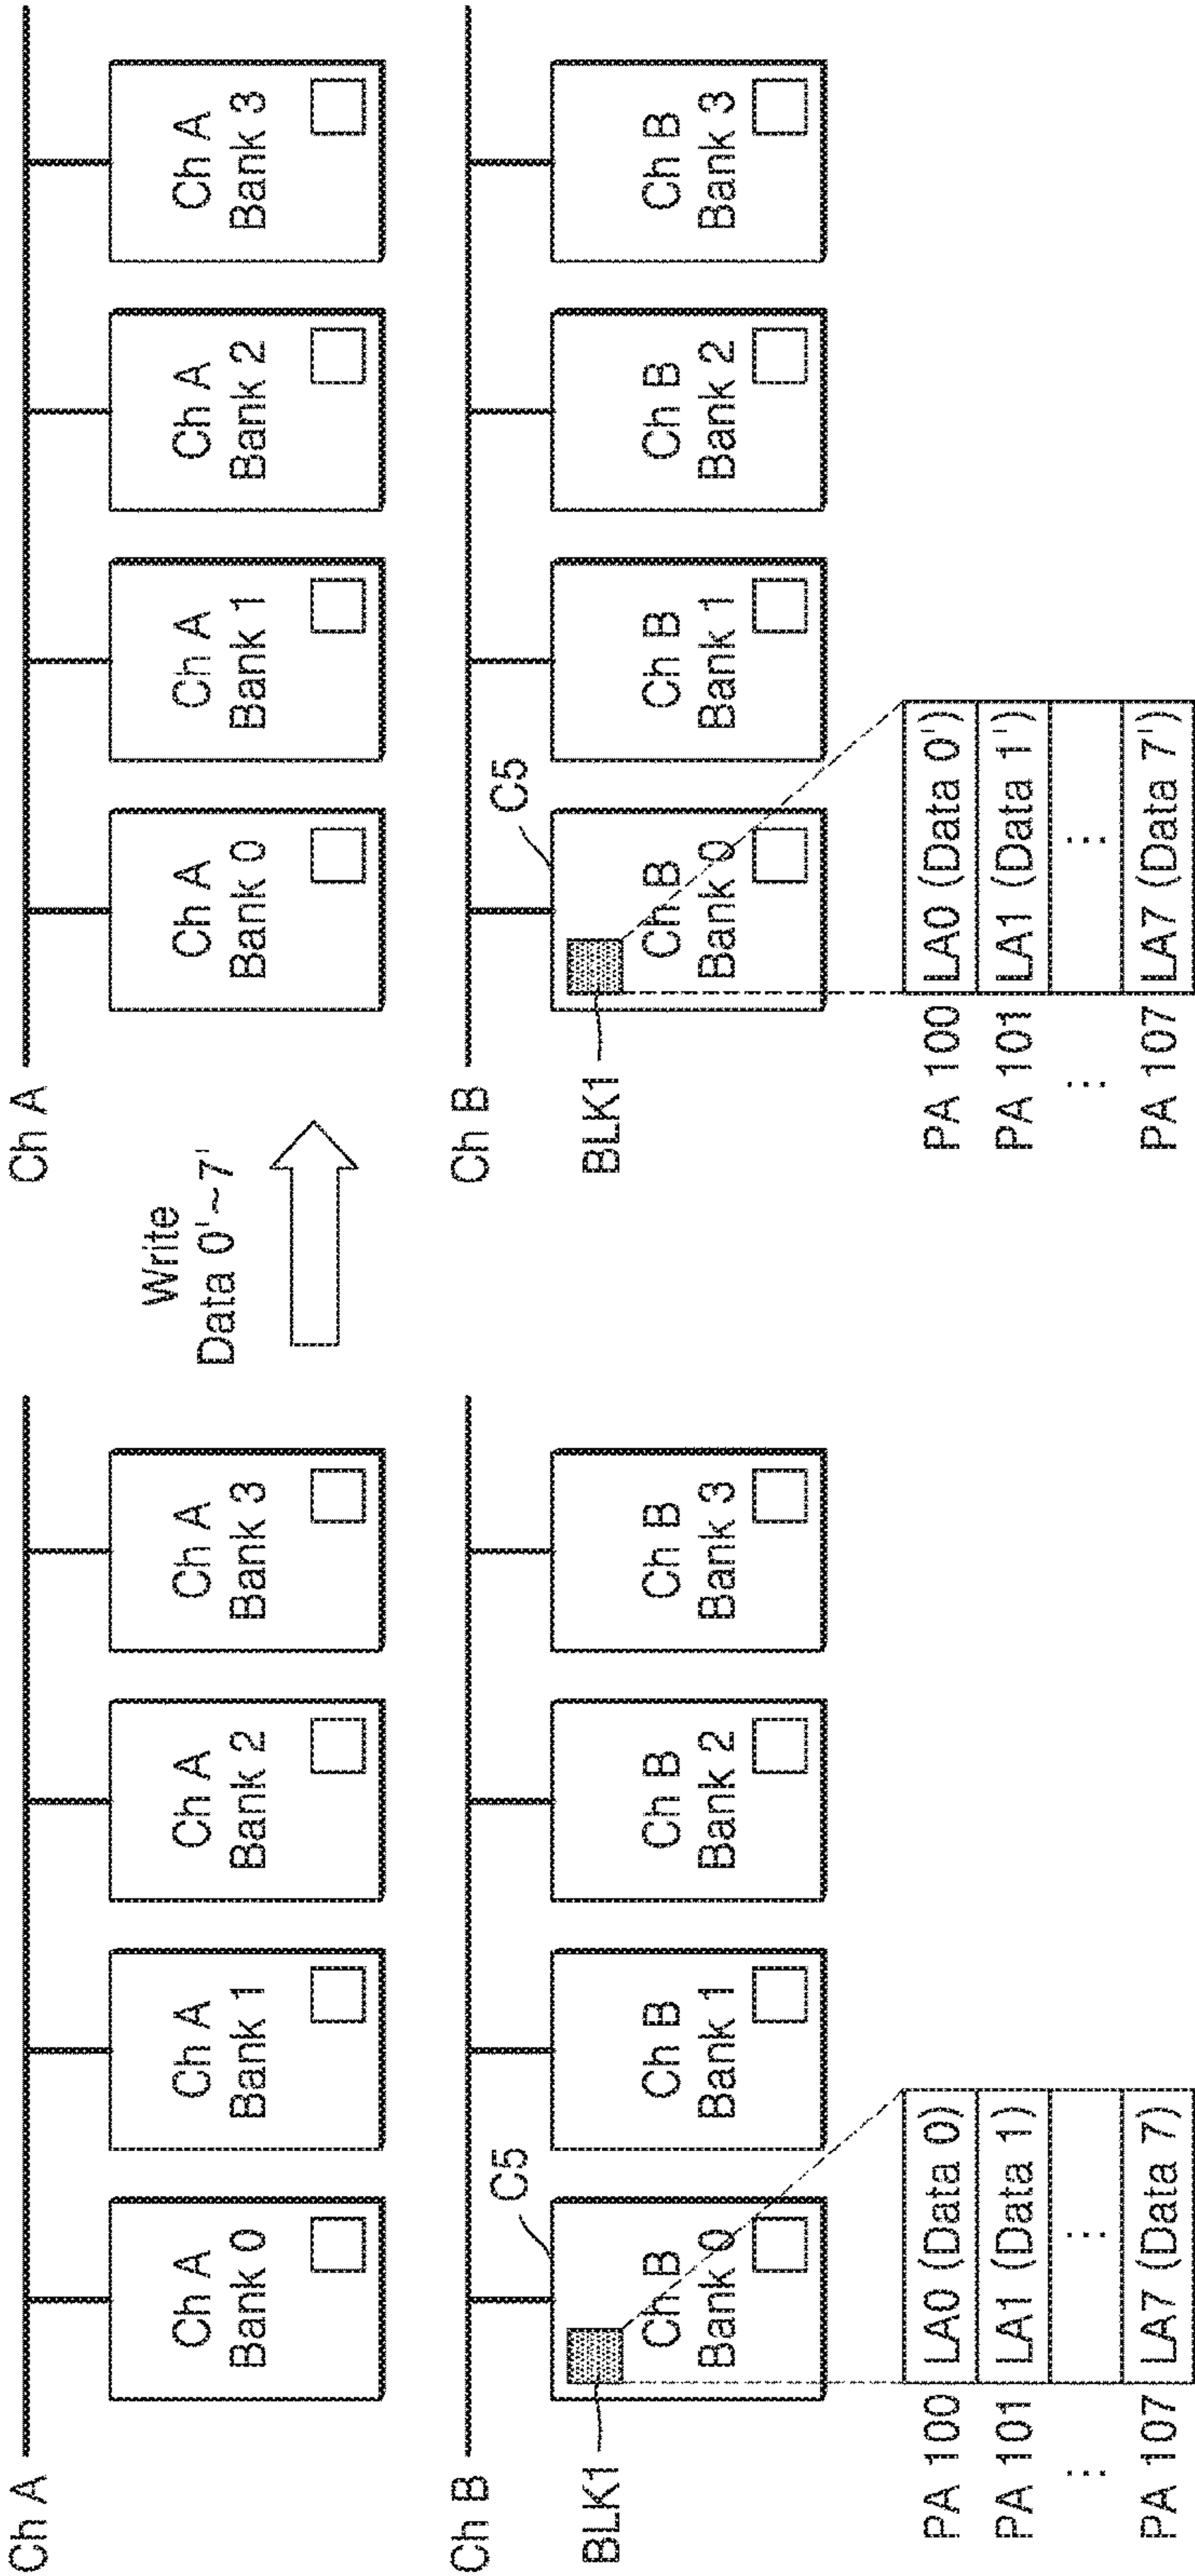 Ch A
Ch A
Bank 0
Ch A
Bank 1
Ch A
Bank 2
Ch A
Bank 3
Ch B
C5
BLK1
Ch B
Bank 0
Ch B
Bank 1
Ch B
Bank 2
Ch B
Bank 3
PA 100 LA0 (Data 0)
PA 101 LA1 (Data 1)
⋮ ⋮
PA 107 LA7 (Data 7)
Write
Data 0'~7'
Ch A
Ch A
Bank 0
Ch A
Bank 1
Ch A
Bank 2
Ch A
Bank 3
Ch B
C5
BLK1
Ch B
Bank 0
Ch B
Bank 1
Ch B
Bank 2
Ch B
Bank 3
PA 100 LA0 (Data 0')
PA 101 LA1 (Data 1')
⋮ ⋮
PA 107 LA7 (Data 7')